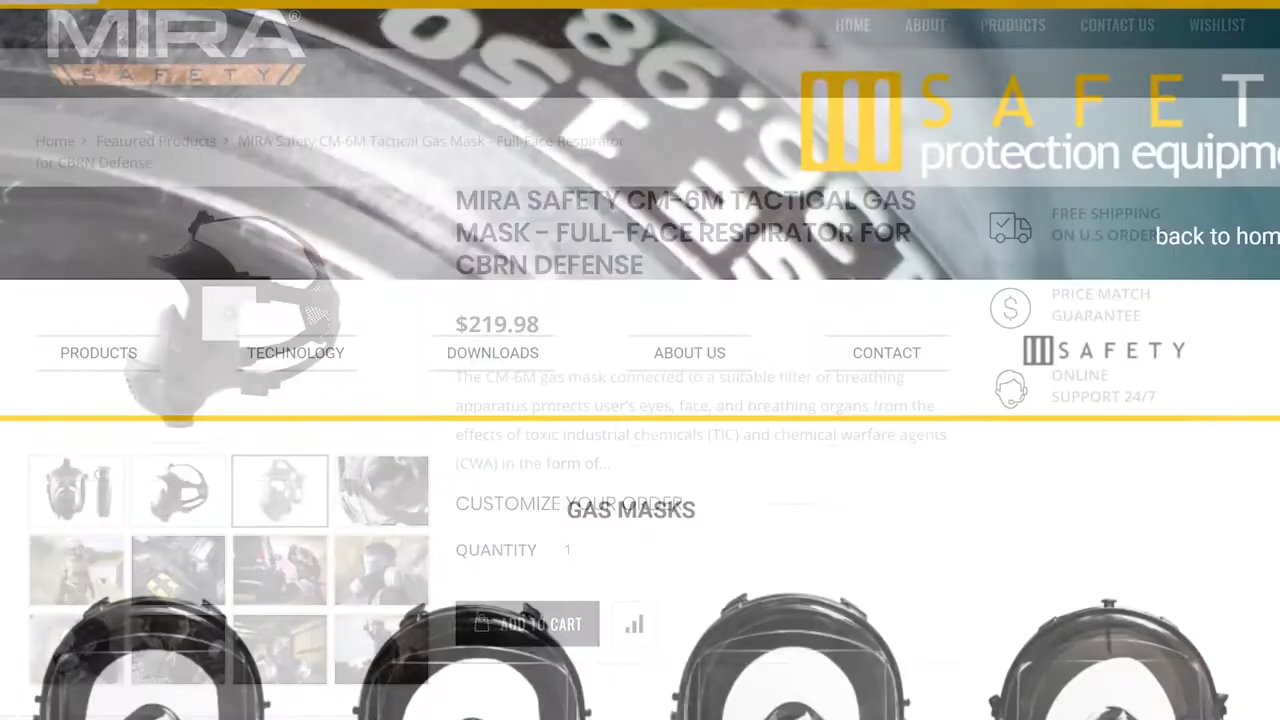 MIRA®
SAFETY
HOME ABOUT PRODUCTS CONTACT US WISHLIST
SAFET
protection equipme
Home > Featured Products > MIRA Safety CM-6M Tactical Gas Mask - Full-Face Respirator
for CBRN Defense
MIRA SAFETY CM-6M TACTICAL GAS
MASK – FULL-FACE RESPIRATOR FOR
CBRN DEFENSE
FREE SHIPPING
ON U.S ORDER
back to hom
$219.98
PRICE MATCH
GUARANTEE
PRODUCTS TECHNOLOGY DOWNLOADS ABOUT US CONTACT
SAFETY
ONLINE
SUPPORT 24/7
The CM-6M gas mask connected to a suitable filter or breathing
apparatus protects user's eyes, face, and breathing organs from the
effects of toxic industrial chemicals (TIC) and chemical warfare agents
(CWA) in the form of...
CUSTOMIZE YOUR ORDER
GAS MASKS
QUANTITY 1
ADD TO CART